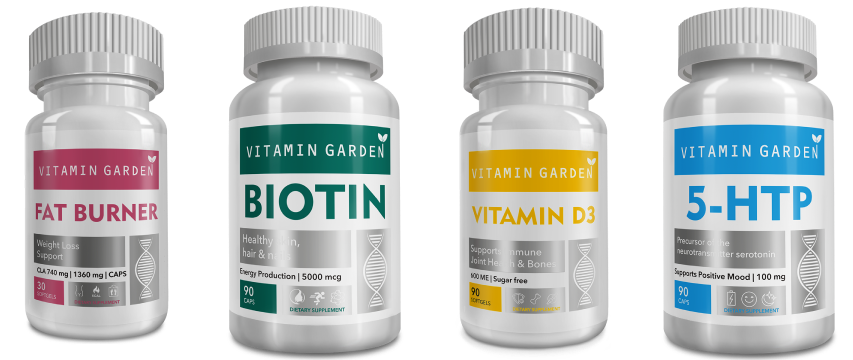 VITAMIN GARDEN
FAT BURNER
Weight Loss
Support
CLA 740 mg | 1360 mg | CAPS
30
SOFTGELS
VITAMIN GARDEN
BIOTIN
Healthy
hair &
Energy Production | 5000 mcg
90
CAPS
DIETARY SUPPLEMENT
VITAMIN GARDEN
VITAMIN D3
Supports Immune
Joint Health & Bones
600 ME | Sugar free
90
SOFTGELS
VITAMIN GARDEN
5-HTP
Precursor of the
neurotransmitter serotonin
Supports Positive Mood | 100 mg
90
CAPS
DIETARY SUPPLEMENT